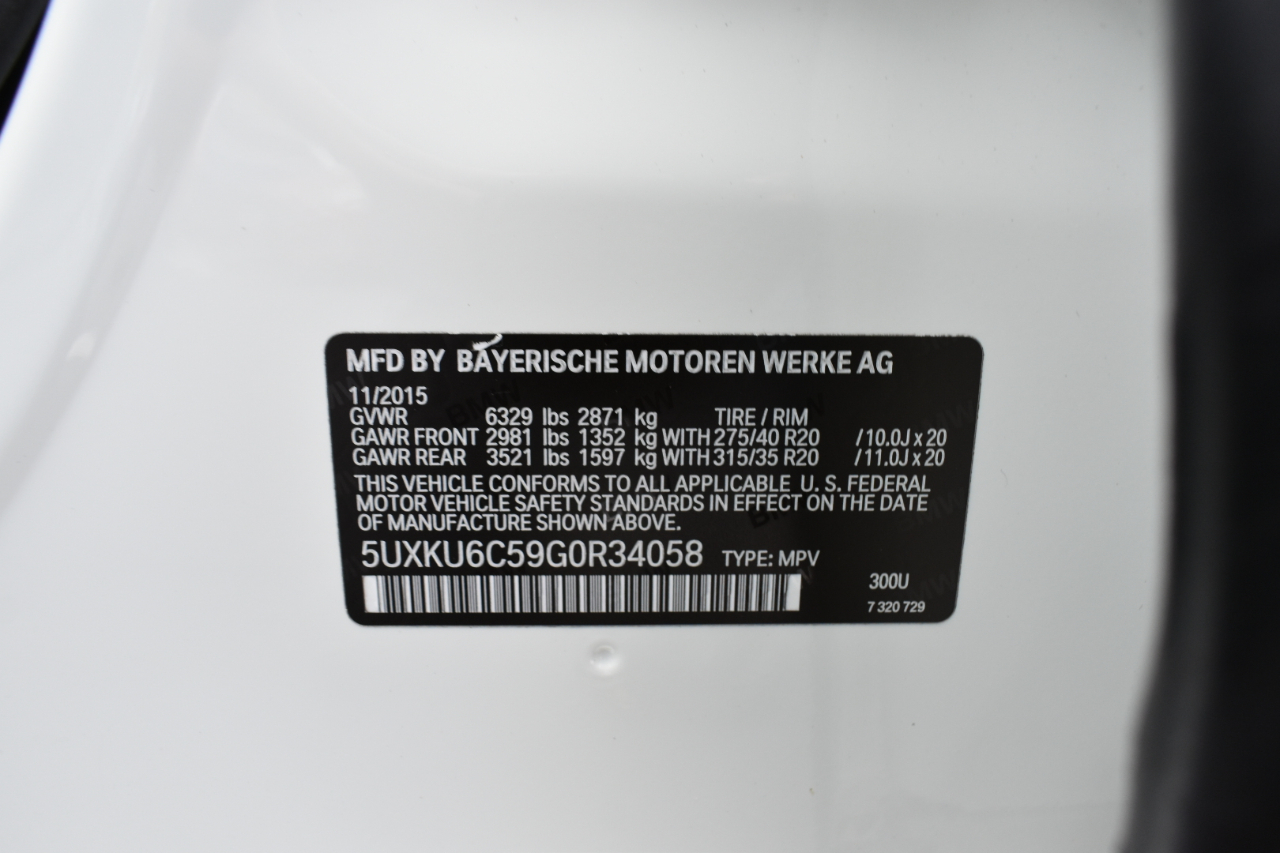 MFD BY BAYERISCHE MOTOREN WERKE AG
11/2015
GVWR 6329 lbs 2871 kg TIRE / RIM
GAWR FRONT 2981 lbs 1352 kg WITH 275/40 R20 / 10.0J x 20
GAWR REAR 3521 lbs 1597 kg WITH 315/35 R20 / 11.0J x 20
THIS VEHICLE CONFORMS TO ALL APPLICABLE U. S. FEDERAL
MOTOR VEHICLE SAFETY STANDARDS IN EFFECT ON THE DATE
OF MANUFACTURE SHOWN ABOVE.
5UXKU6C59G0R34058 TYPE: MPV
300U
7 320 729